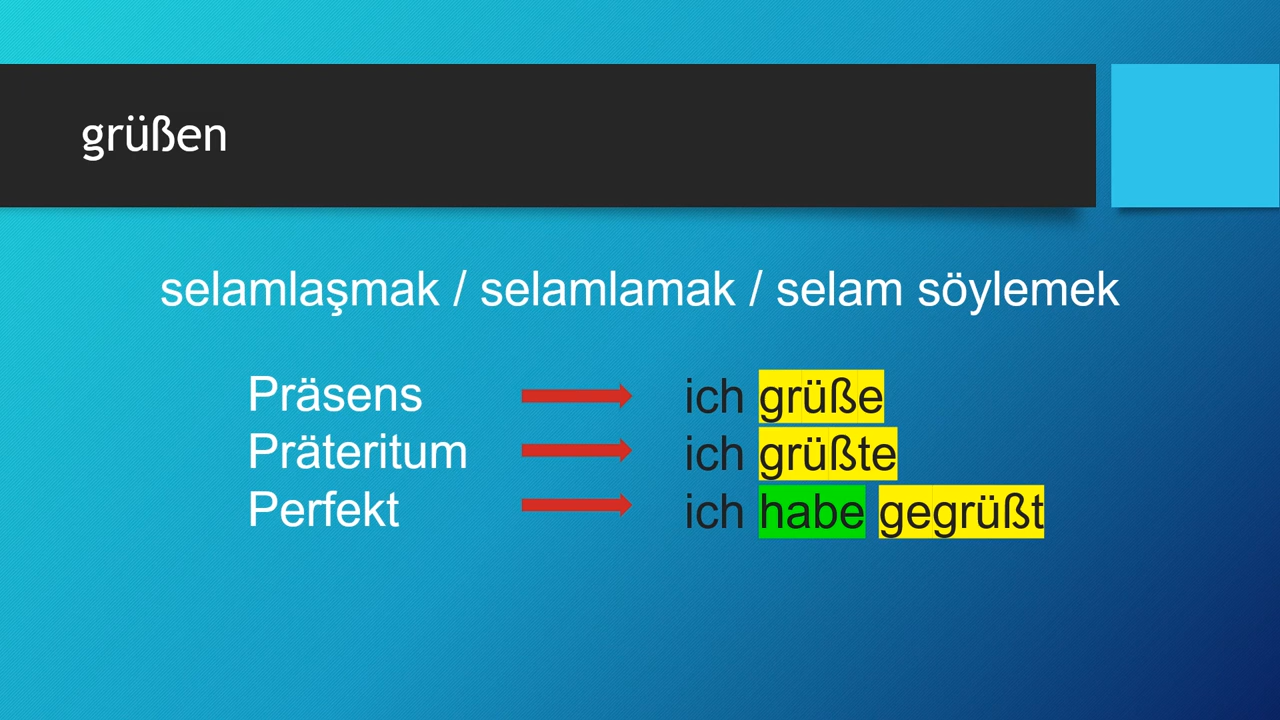 grüßen
selamlaşmak / selamlamak / selam söylemek
Präsens ich grüße
Präteritum ich grüßte
Perfekt ich habe gegrüßt